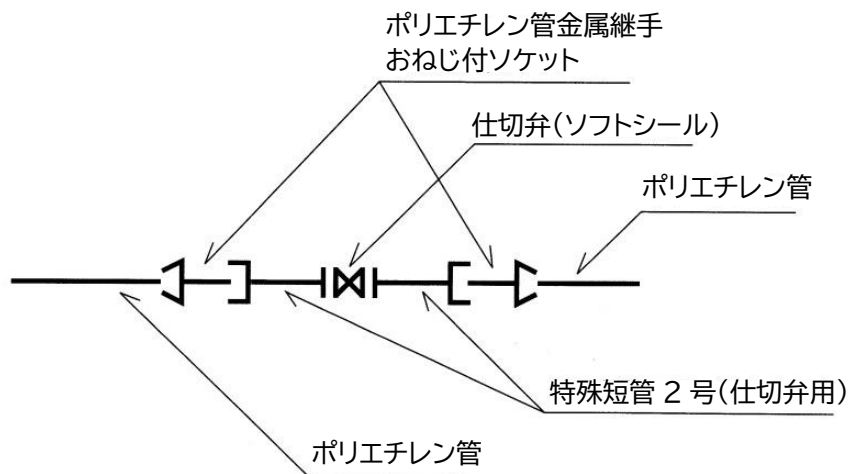 ポリエチレン管金属継手
おねじ付ソケット
仕切弁(ソフトシール)
ポリエチレン管
特殊短管 2 号(仕切弁用)
ポリエチレン管